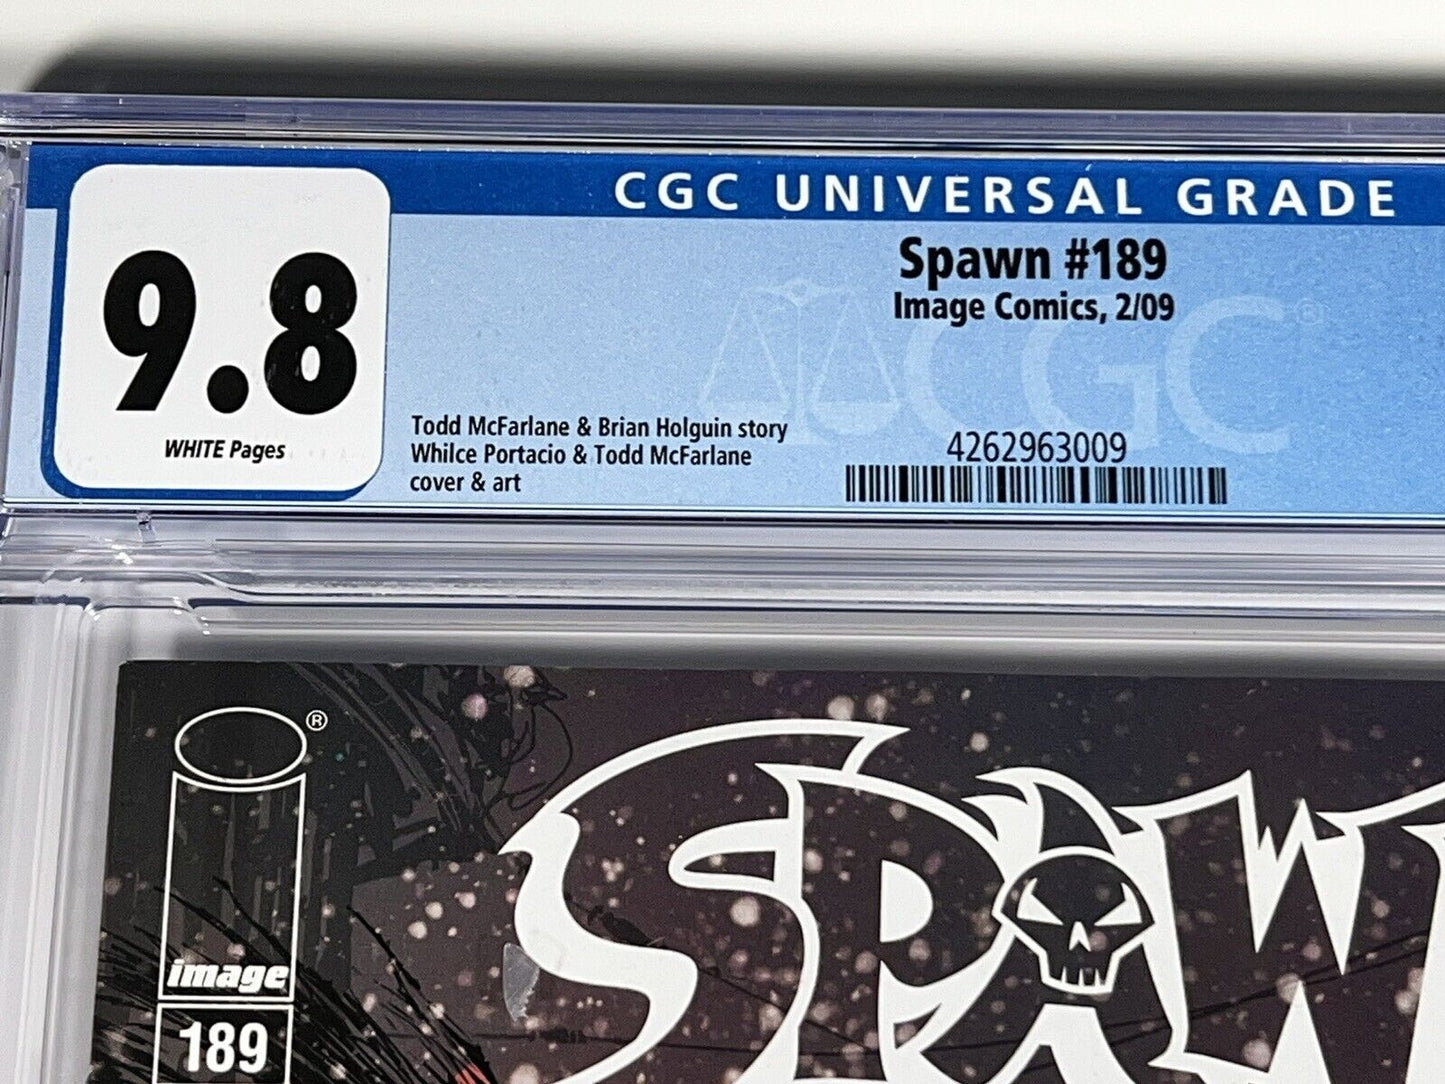 CGC UNIVERSAL GRADE
9.8
WHITE Pages
Spawn #189
Image Comics, 2/09
CGC®
Todd McFarlane & Brian Holguin story
Whilce Portacio & Todd McFarlane
cover & art
4262963009
®
image
189
SPAW